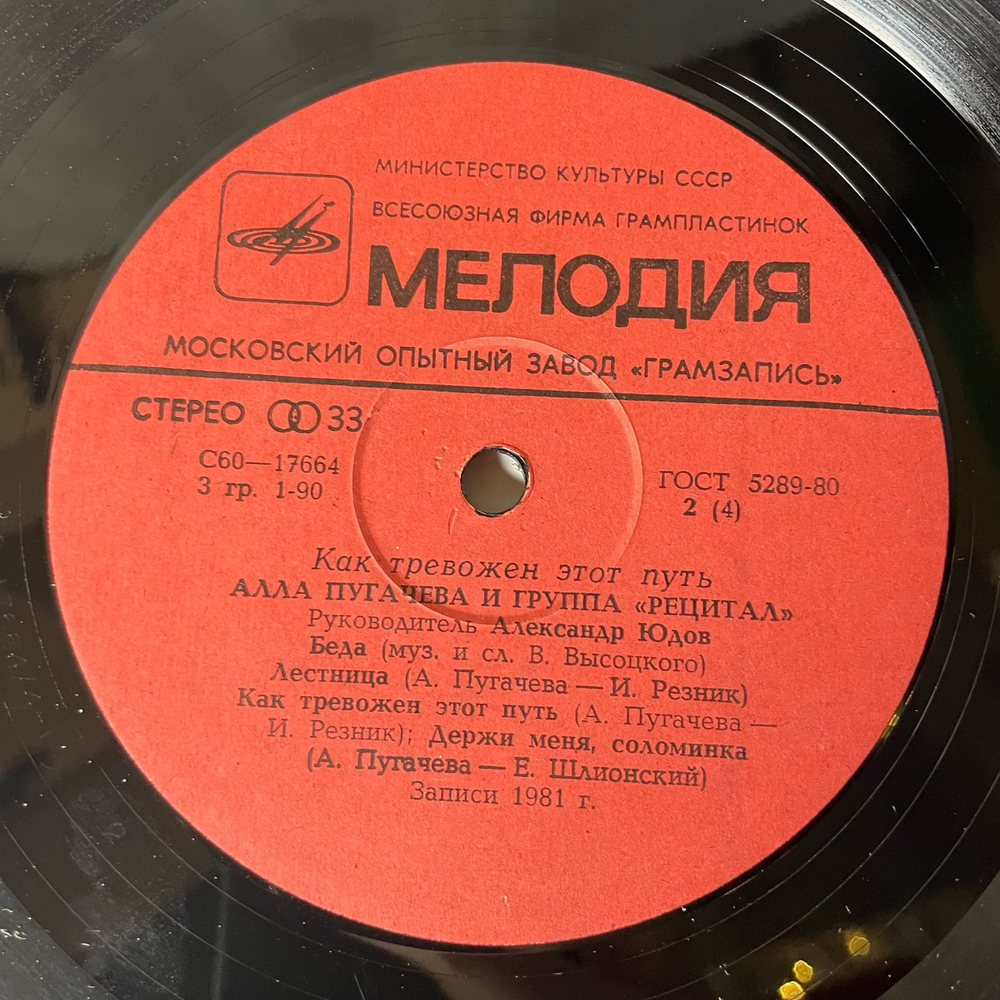 МИНИСТЕРСТВО КУЛЬТУРЫ СССР
ВСЕСОЮЗНАЯ ФИРМА ГРАМПЛАСТИНОК
МЕЛОДИЯ
МОСКОВСКИЙ ОПЫТНЫЙ ЗАВОД «ГРАМЗАПИСЬ»
СТЕРЕО 33
С60—17664
3 гр. 1-90
ГОСТ 5289-80
2 (4)
Как тревожен этот путь
АЛЛА ПУГАЧЕВА И ГРУППА «РЕЦИТАЛ»
Руководитель Александр Юдов
Беда (муз. и сл. В. Высоцкого)
Лестница (А. Пугачева — И. Резник)
Как тревожен этот путь (А. Пугачева —
И. Резник); Держи меня, соломинка
(А. Пугачева — Е. Шлионский)
Записи 1981 г.